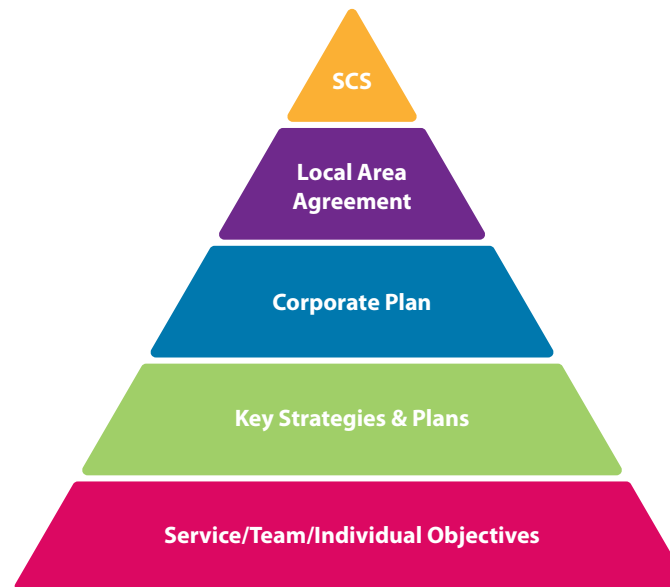 SCS
Local Area
Agreement
Corporate Plan
Key Strategies & Plans
Service/Team/Individual Objectives